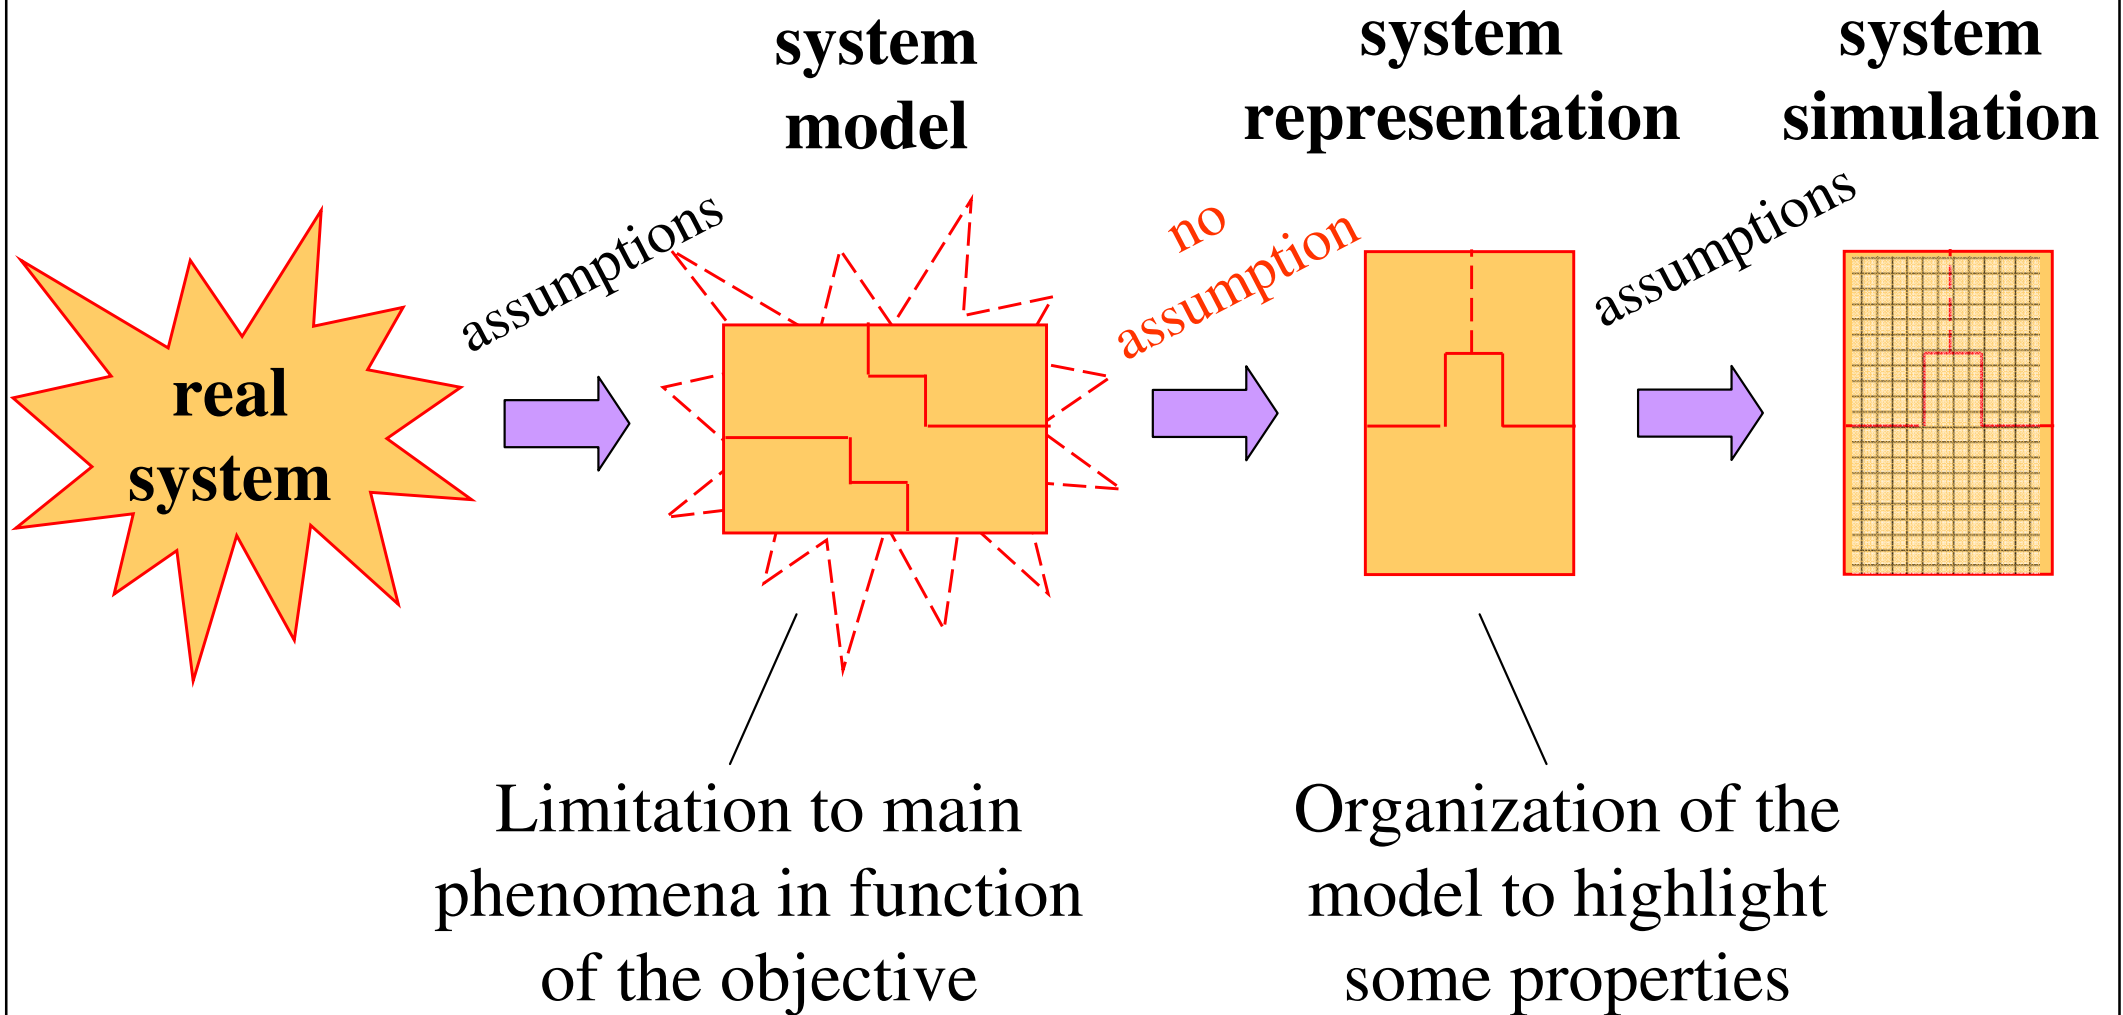 system
model
system
representation
system
simulation
assumptions
no
assumption
assumptions
real
system
Limitation to main
phenomena in function
of the objective
Organization of the
model to highlight
some properties